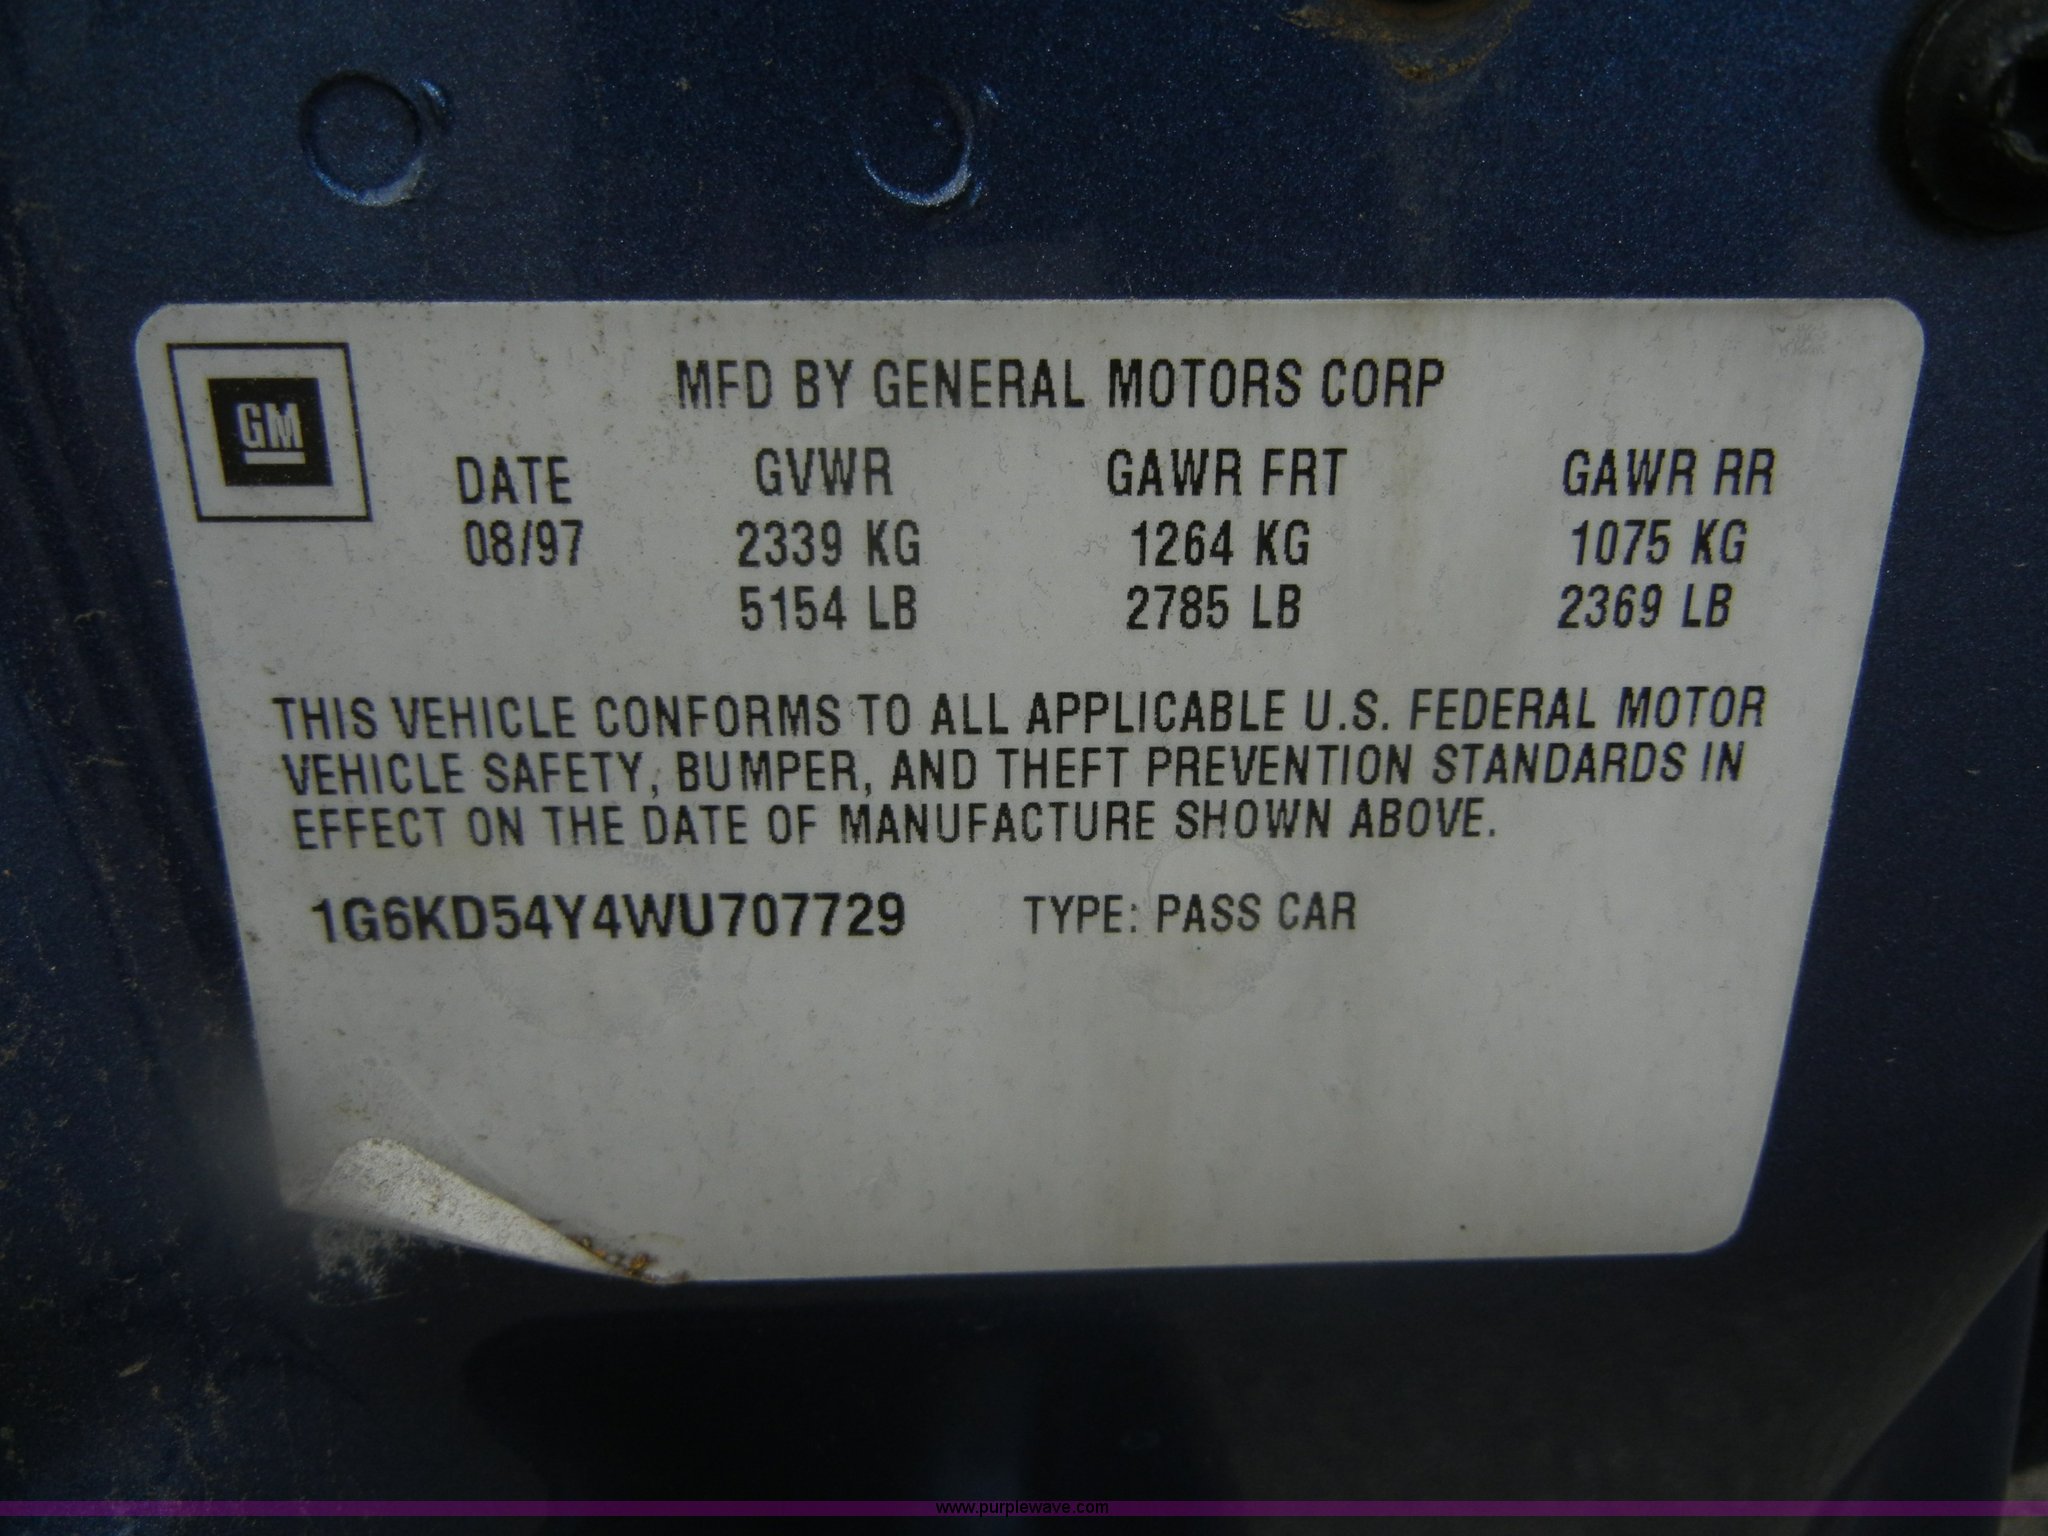 GM
MFD BY GENERAL MOTORS CORP
DATE GVWR GAWR FRT GAWR RR
08/97 2339 KG 1264 KG 1075 KG
5154 LB 2785 LB 2369 LB
THIS VEHICLE CONFORMS TO ALL APPLICABLE U.S. FEDERAL MOTOR
VEHICLE SAFETY, BUMPER, AND THEFT PREVENTION STANDARDS IN
EFFECT ON THE DATE OF MANUFACTURE SHOWN ABOVE.
1G6KD54Y4WU707729 TYPE: PASS CAR
www.purplewave.com